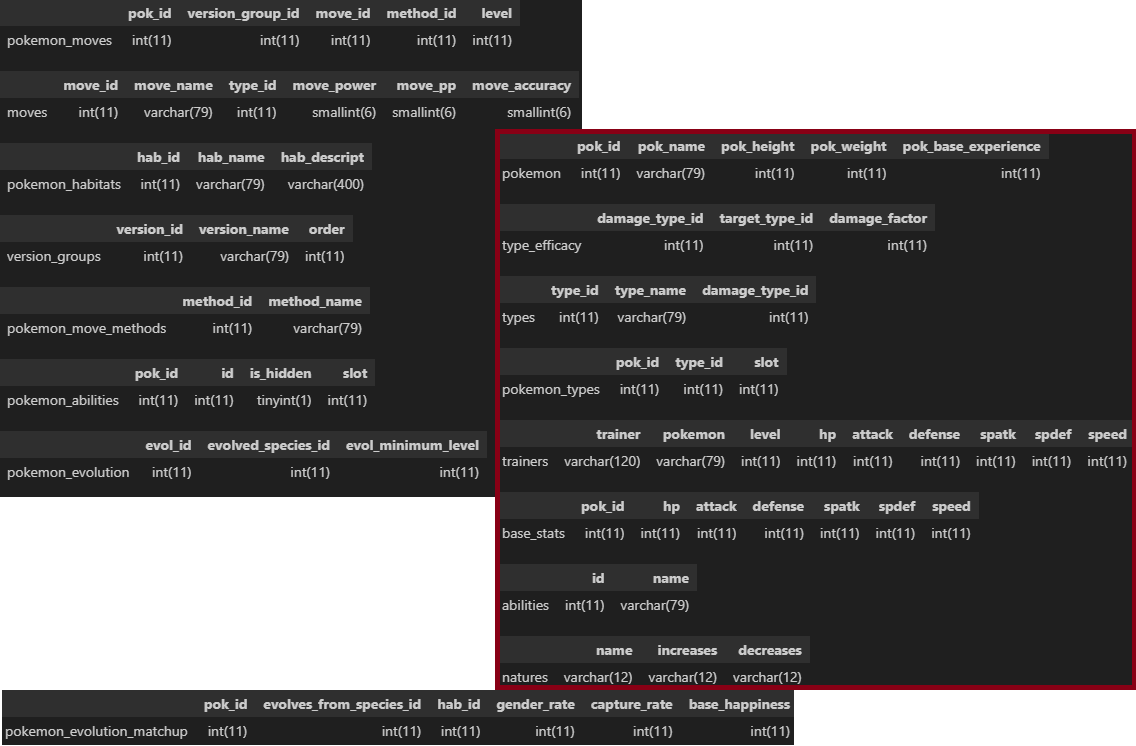 pok_id version_group_id move_id method_id level
pokemon_moves int(11) int(11) int(11) int(11) int(11)
move_id move_name type_id move_power move_pp move_accuracy
moves int(11) varchar(79) int(11) smallint(6) smallint(6) smallint(6)
hab_id hab_name hab_descript
pokemon_habitats int(11) varchar(79) varchar(400)
version_id version_name order
version_groups int(11) varchar(79) int(11)
method_id method_name
pokemon_move_methods int(11) varchar(79)
pok_id id is_hidden slot
pokemon_abilities int(11) int(11) tinyint(1) int(11)
evol_id evolved_species_id evol_minimum_level
pokemon_evolution int(11) int(11) int(11)
pok_id pok_name pok_height pok_weight pok_base_experience
pokemon int(11) varchar(79) int(11) int(11) int(11)
damage_type_id target_type_id damage_factor
type_efficacy int(11) int(11) int(11)
type_id type_name damage_type_id
types int(11) varchar(79) int(11)
pok_id type_id slot
pokemon_types int(11) int(11) int(11)
trainer pokemon level hp attack defense spatk spdef speed
trainers varchar(120) varchar(79) int(11) int(11) int(11) int(11) int(11) int(11) int(11)
pok_id hp attack defense spatk spdef speed
base_stats int(11) int(11) int(11) int(11) int(11) int(11) int(11)
id name
abilities int(11) varchar(79)
name increases decreases
natures varchar(12) varchar(12) varchar(12)
pok_id evolves_from_species_id hab_id gender_rate capture_rate base_happiness
pokemon_evolution_matchup int(11) int(11) int(11) int(11) int(11) int(11)